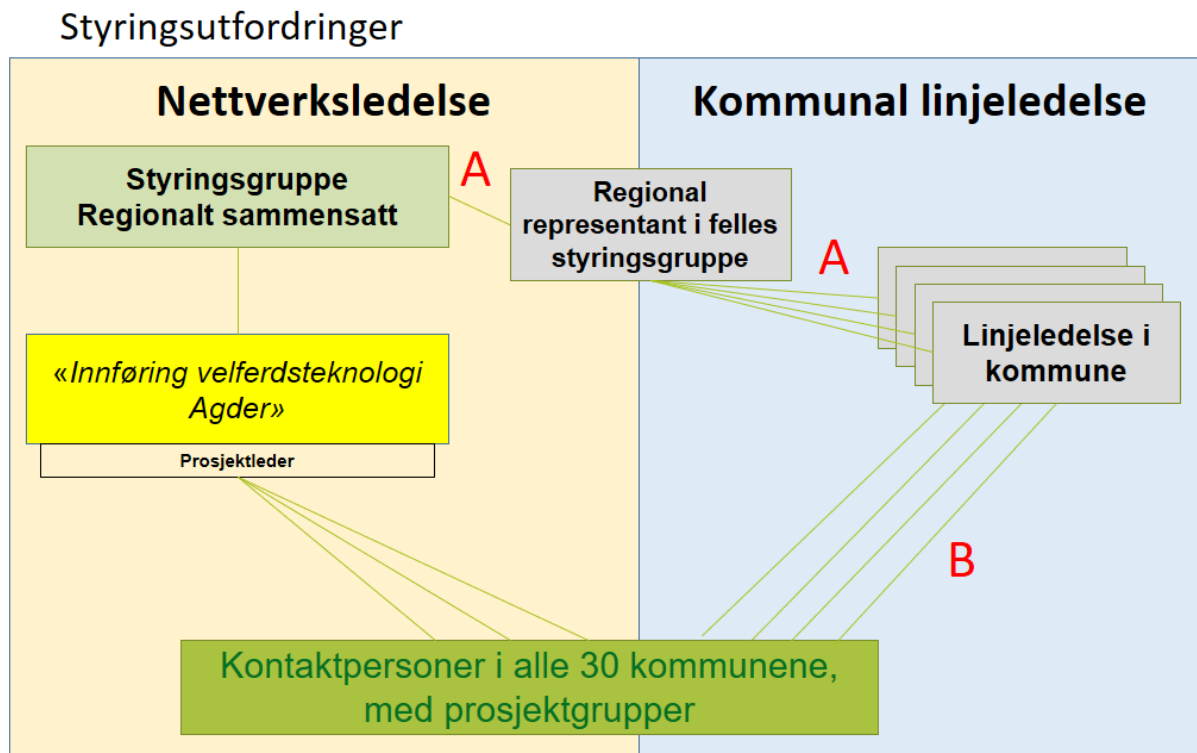 Styringsutfordringer
Nettverksledelse
Kommunal linjeledelse
Styringsgruppe
Regionalt sammensatt
A
Regional
representant i felles
styringsgruppe
A
Linjeledelse i
kommune
«Innføring velferdsteknologi
Agder»
Prosjektleder
B
Kontaktpersoner i alle 30 kommunene,
med prosjektgrupper